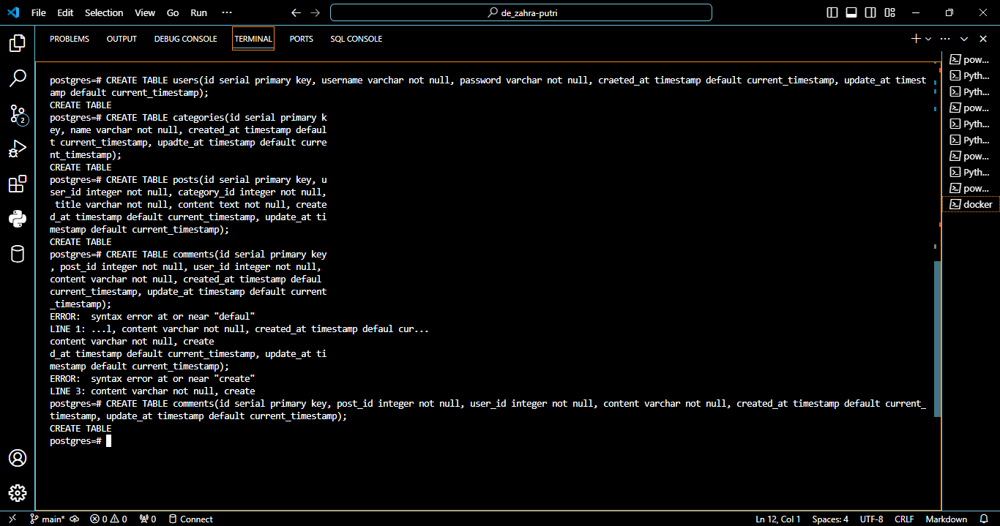 File Edit Selection View Go Run ···
de_zahra-putri
PROBLEMS OUTPUT DEBUG CONSOLE TERMINAL PORTS SQL CONSOLE
postgres=# CREATE TABLE users(id serial primary key, username varchar not null, password varchar not null, craeted_at timestamp default current_timestamp, update_at timest
amp default current_timestamp);
CREATE TABLE
postgres=# CREATE TABLE categories(id serial primary k
ey, name varchar not null, created_at timestamp defaul
t current_timestamp, upadte_at timestamp default curre
nt_timestamp);
CREATE TABLE
postgres=# CREATE TABLE posts(id serial primary key, u
ser_id integer not null, category_id integer not null,
 title varchar not null, content text not null, create
d_at timestamp default current_timestamp, update_at ti
mestamp default current_timestamp);
CREATE TABLE
postgres=# CREATE TABLE comments(id serial primary key
, post_id integer not null, user_id integer not null,
content varchar not null, created_at timestamp defaul
current_timestamp, update_at timestamp default current
_timestamp);
ERROR:  syntax error at or near "defaul"
LINE 1: ...l, content varchar not null, created_at timestamp defaul cur...
content varchar not null, create
d_at timestamp default current_timestamp, update_at ti
mestamp default current_timestamp);
ERROR:  syntax error at or near "create"
LINE 3: content varchar not null, create
postgres=# CREATE TABLE comments(id serial primary key, post_id integer not null, user_id integer not null, content varchar not null, created_at timestamp default current_
timestamp, update_at timestamp default current_timestamp);
CREATE TABLE
postgres=#
pow...
Pyth...
Pyth...
pow...
Pyth...
Pyth...
pow...
Pyth...
pow...
docker
2
main* 0 0 0 Connect
Ln 12, Col 1 Spaces: 4 UTF-8 CRLF Markdown